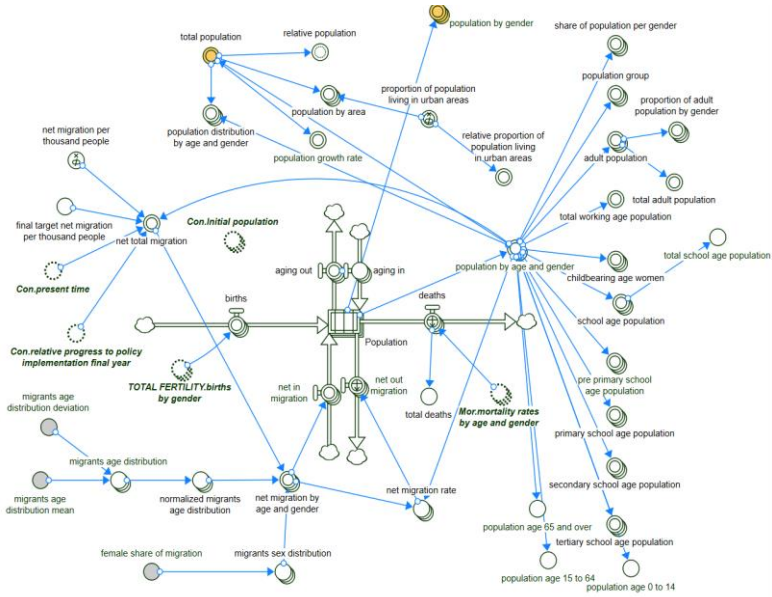 population by gender
total population
relative population
share of population per gender
population group
proportion of population
living in urban areas
population by area
proportion of adult
population by gender
net migration per
thousand people
population distribution
by age and gender
population growth rate
relative proportion of
population living
in urban areas
adult population
total adult population
final target net migration
per thousand people
net total migration
Con.Initial population
total working age population
Con.present time
aging out
aging in
population by age and gender
total school age population
childbearing age women
births
deaths
school age population
Con.relative progress to policy
implementation final year
Population
TOTAL FERTILITY.births
by gender
net in
migration
net out
migration
total deaths
Mor.mortality rates
by age and gender
pre primary school
age population
migrants age
distribution deviation
primary school age population
migrants age distribution
migrants age
distribution mean
normalized migrants
age distribution
net migration by
age and gender
net migration rate
secondary school age population
population age 65 and over
tertiary school age population
female share of migration
migrants sex distribution
population age 15 to 64
population age 0 to 14